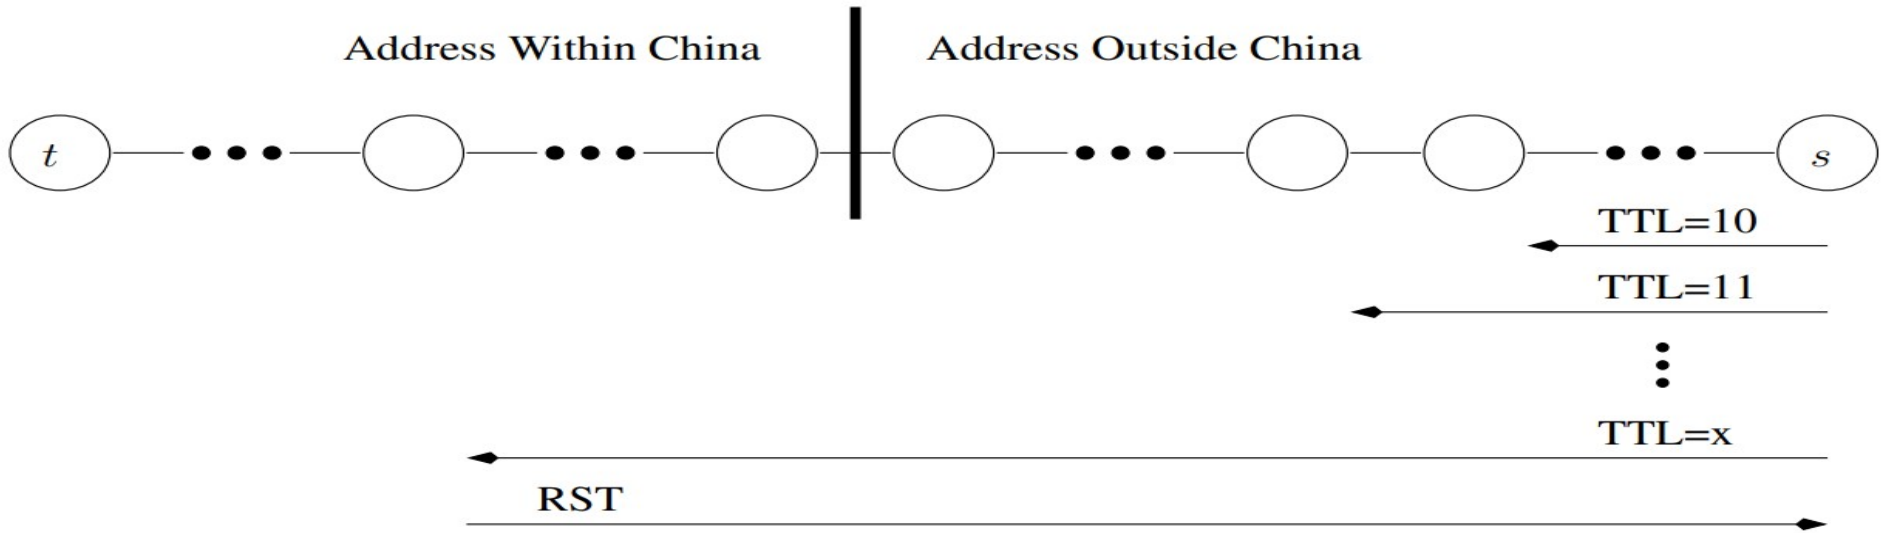 Address Within China
Address Outside China
t
s
TTL=10
TTL=11
TTL=x
RST